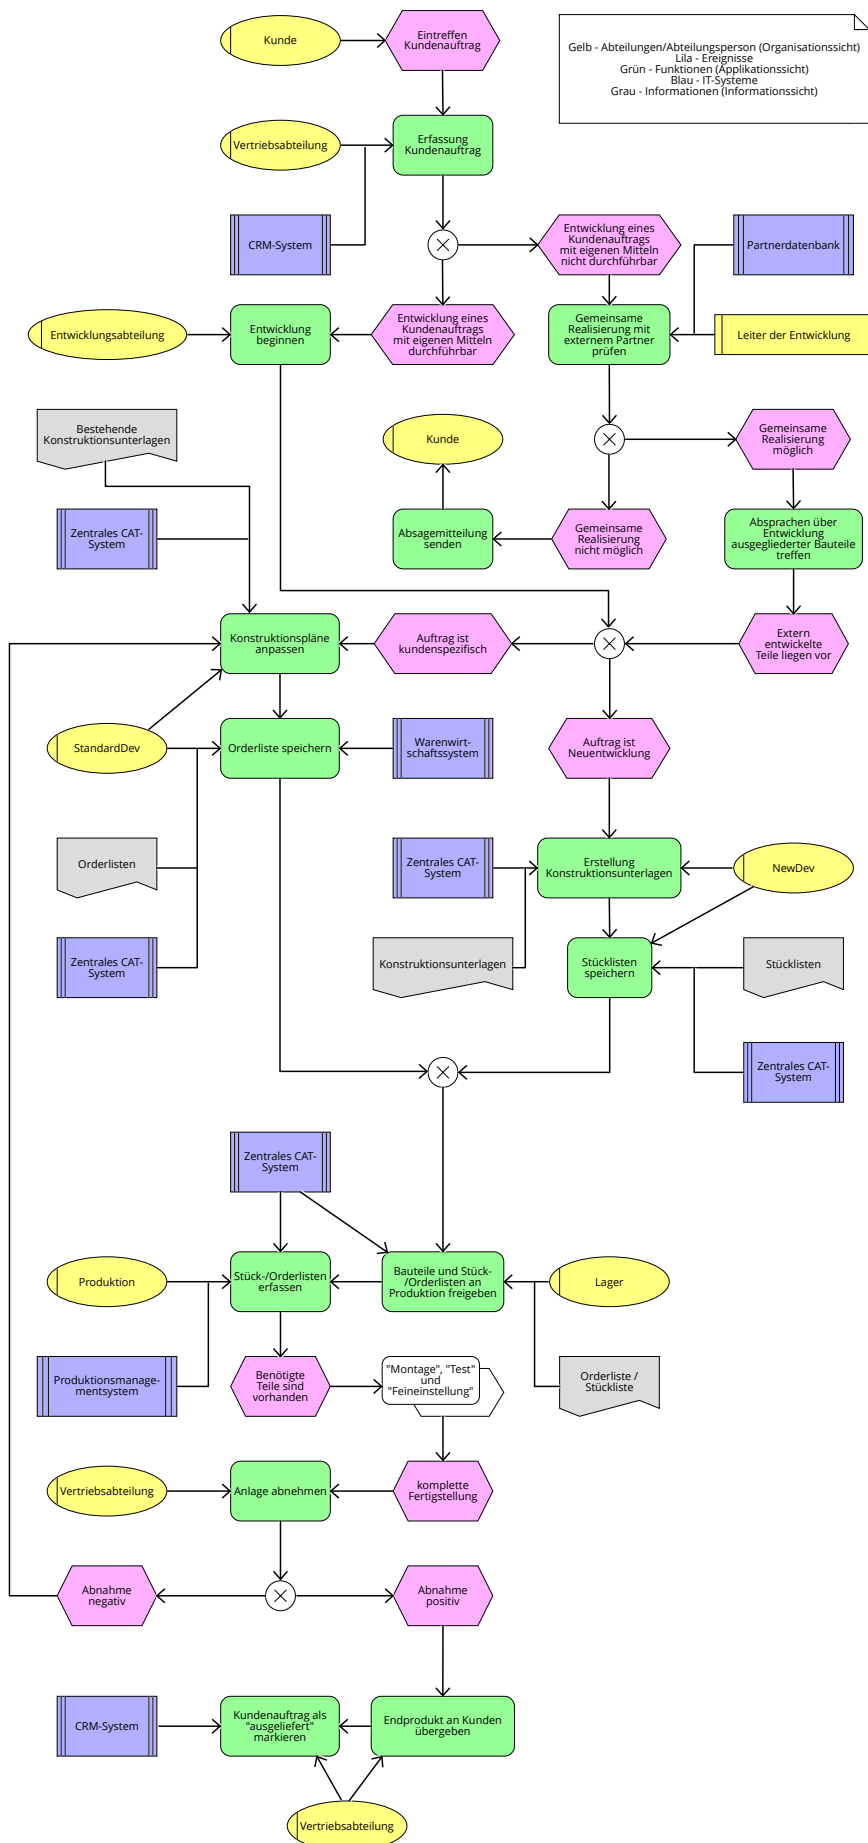 Kunde
Eintreffen
Kundenauftrag
Gelb - Abteilungen/Abteilungsperson (Organisationssicht)
Lila - Ereignisse
Grün - Funktionen (Applikationssicht)
Blau - IT-Systeme
Grau - Informationen (Informationssicht)
Vertriebsabteilung
Erfassung
Kundenauftrag
CRM-System
Entwicklung eines
Kundenauftrags
mit eigenen Mitteln
nicht durchführbar
Partnerdatenbank
Entwicklungsabteilung
Entwicklung
beginnen
Entwicklung eines
Kundenauftrags
mit eigenen Mitteln
durchführbar
Gemeinsame
Realisierung mit
externem Partner
prüfen
Leiter der Entwicklung
Bestehende
Konstruktionsunterlagen
Kunde
Gemeinsame
Realisierung
möglich
Zentrales CAT-
System
Absagemitteilung
senden
Gemeinsame
Realisierung
nicht möglich
Absprachen über
Entwicklung
ausgegliederter Bauteile
treffen
Konstruktionspläne
anpassen
Auftrag ist
kundenspezifisch
Extern
entwickelte
Teile liegen vor
StandardDev
Orderliste speichern
Warenwirt-
schaftssystem
Auftrag ist
Neuentwicklung
Orderlisten
Zentrales CAT-
System
Erstellung
Konstruktionsunterlagen
NewDev
Zentrales CAT-
System
Konstruktionsunterlagen
Stücklisten
speichern
Stücklisten
Zentrales CAT-
System
Zentrales CAT-
System
Produktion
Stück-/Orderlisten
erfassen
Bauteile und Stück-
/Orderlisten an
Produktion freigeben
Lager
Produktionsmanage-
mentsystem
Benötigte
Teile sind
vorhanden
"Montage", "Test"
und
"Feineinstellung"
Orderliste /
Stückliste
Vertriebsabteilung
Anlage abnehmen
komplette
Fertigstellung
Abnahme
negativ
Abnahme
positiv
CRM-System
Kundenauftrag als
"ausgeliefert"
markieren
Endprodukt an Kunden
übergeben
Vertriebsabteilung